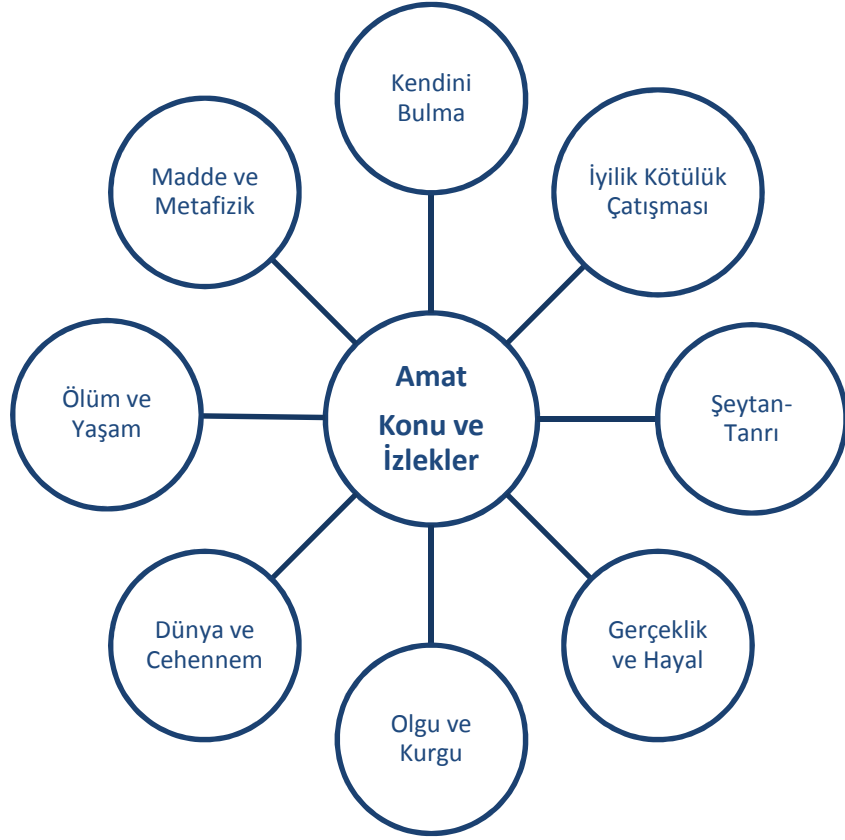 Kendini
Bulma
İyilik Kötülük
Çatışması
Şeytan-
Tanrı
Gerçeklik
ve Hayal
Olgu ve
Kurgu
Dünya ve
Cehennem
Ölüm ve
Yaşam
Madde ve
Metafizik
Amat
Konu ve
İzlekler